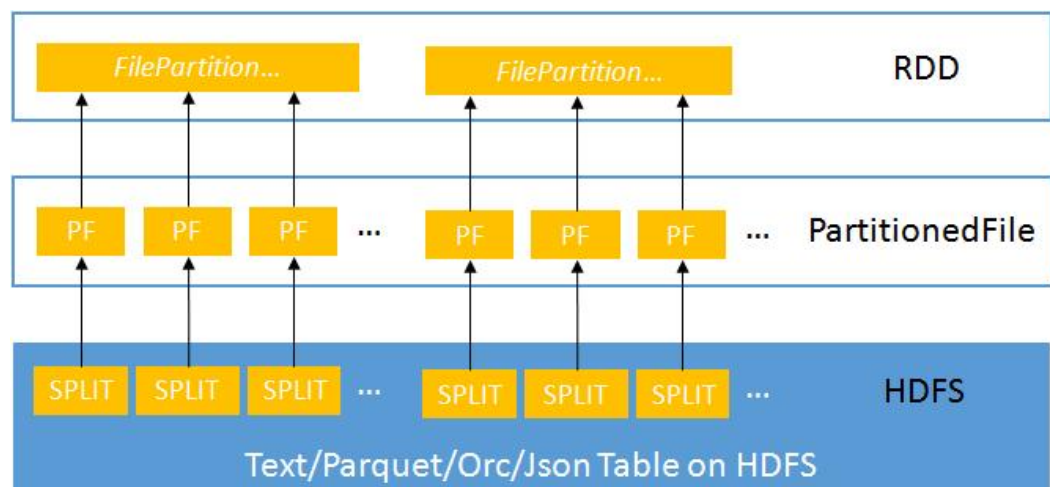 FilePartition... FilePartition... RDD
PF PF PF ... PF PF PF ... PartitionedFile
SPLIT SPLIT SPLIT ... SPLIT SPLIT SPLIT ... HDFS
Text/Parquet/Orc/Json Table on HDFS